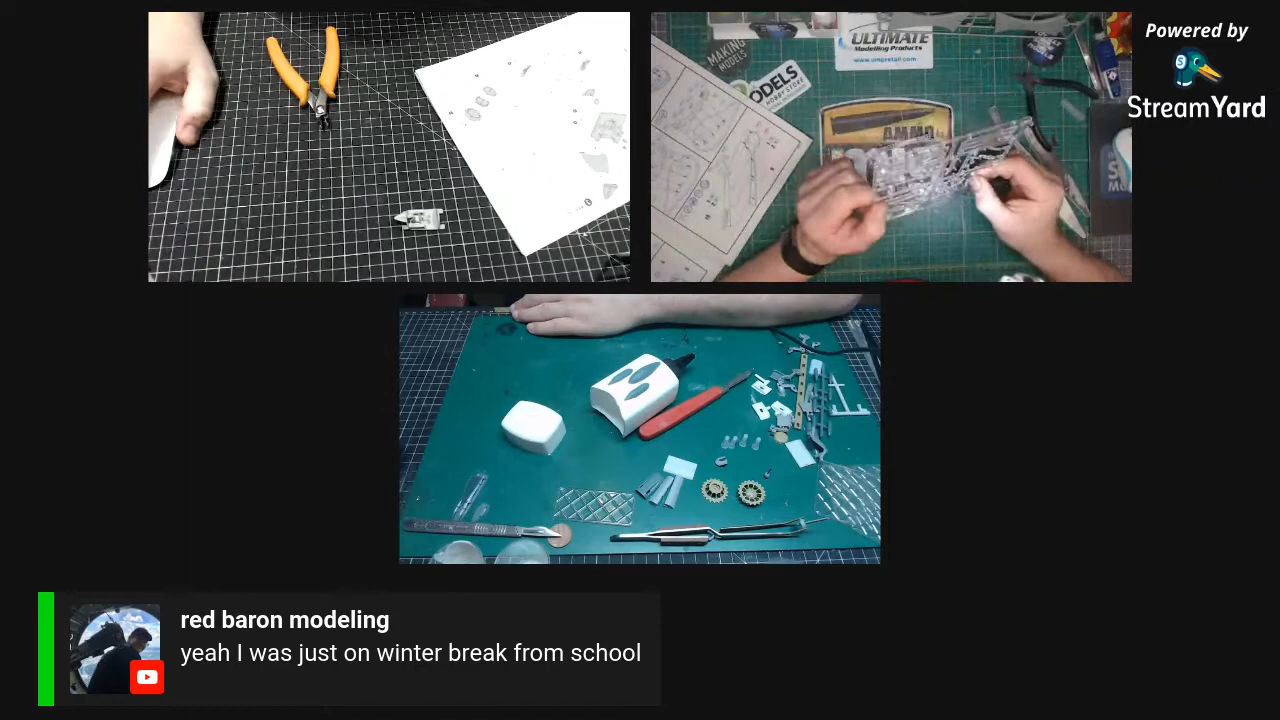 Powered by
StreamYard
ULTIMATE
Modelling Products
www.umpretail.com
MAKING
MODELS
MODELS
HOBBY STORE
AMMO
red baron modeling
yeah I was just on winter break from school